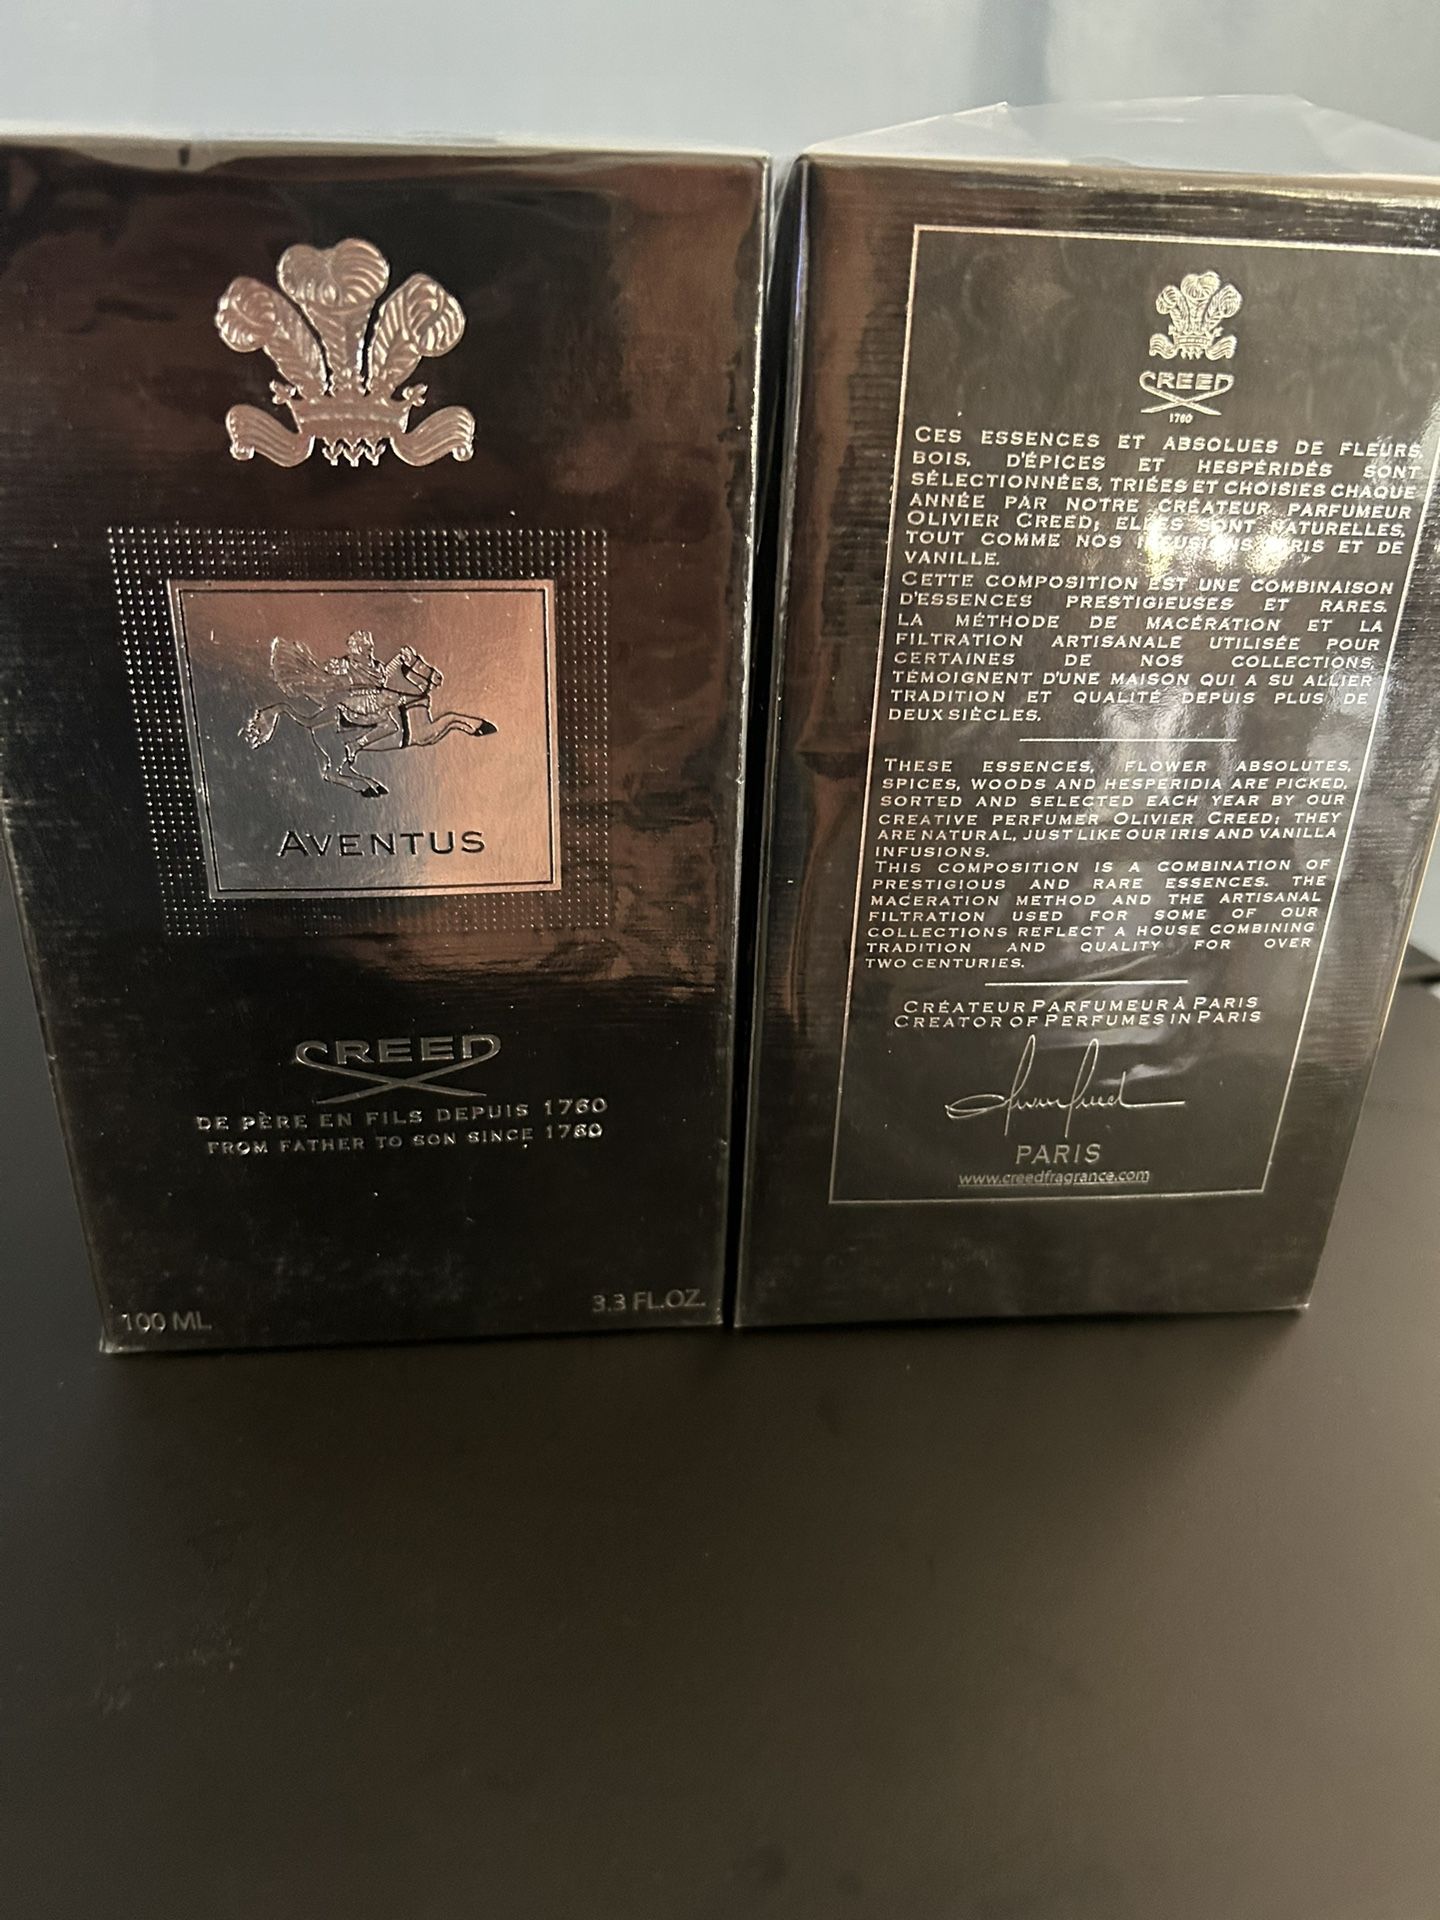 AVENTUS
CREED
DE PÈRE EN FILS DEPUIS 1760
FROM FATHER TO SON SINCE 1760
100 ML
3.3 FL.OZ.
CREED
1760
CES ESSENCES ET ABSOLUES DE FLEURS,
BOIS, D'ÉPICES ET HESPÉRIDÉS SONT
SÉLECTIONNÉES, TRIÉES ET CHOISIES CHAQUE
ANNÉE PAR NOTRE CRÉATEUR PARFUMEUR
OLIVIER CREED; ELLES SONT NATURELLES,
TOUT COMME NOS INFUSIONS IRIS ET DE
VANILLE.
CETTE COMPOSITION EST UNE COMBINAISON
D'ESSENCES PRESTIGIEUSES ET RARES.
LA MÉTHODE DE MACÉRATION ET LA
FILTRATION ARTISANALE UTILISÉE POUR
CERTAINES DE NOS COLLECTIONS,
TÉMOIGNENT D'UNE MAISON QUI A SU ALLIER
TRADITION ET QUALITÉ DEPUIS PLUS DE
DEUX SIÈCLES.
THESE ESSENCES, FLOWER ABSOLUTES,
SPICES, WOODS AND HESPERIDIA ARE PICKED,
SORTED AND SELECTED EACH YEAR BY OUR
CREATIVE PERFUMER OLIVIER CREED; THEY
ARE NATURAL, JUST LIKE OUR IRIS AND VANILLA
INFUSIONS.
THIS COMPOSITION IS A COMBINATION OF
PRESTIGIOUS AND RARE ESSENCES. THE
MACERATION METHOD AND THE ARTISANAL
FILTRATION USED FOR SOME OF OUR
COLLECTIONS REFLECT A HOUSE COMBINING
TRADITION AND QUALITY FOR OVER
TWO CENTURIES.
CRÉATEUR PARFUMEUR À PARIS
CREATOR OF PERFUMES IN PARIS
Olivier Creed
PARIS
www.creedfragrance.com